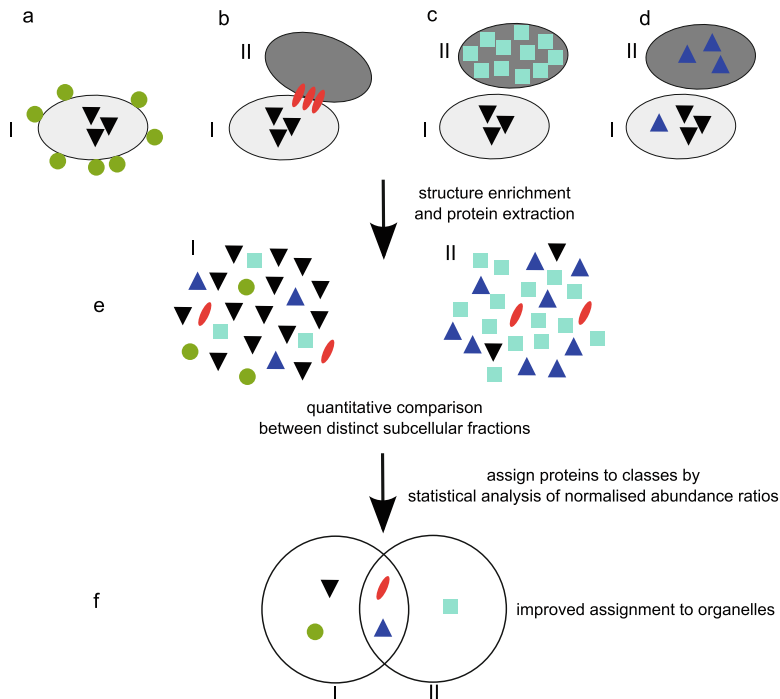 a
b
c
d
II
II
II
I
I
I
I
structure enrichment
and protein extraction
I
II
e
quantitative comparison
between distinct subcellular fractions
assign proteins to classes by
statistical analysis of normalised abundance ratios
f
improved assignment to organelles
I
II